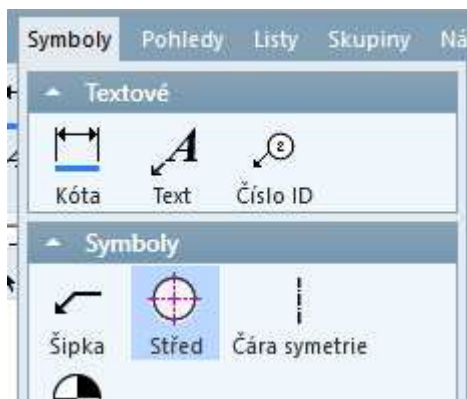 Symboly Pohledy Listy Skupiny
Textové
Kóta Text Číslo ID
Symboly
Šipka Střed Čára symetrie